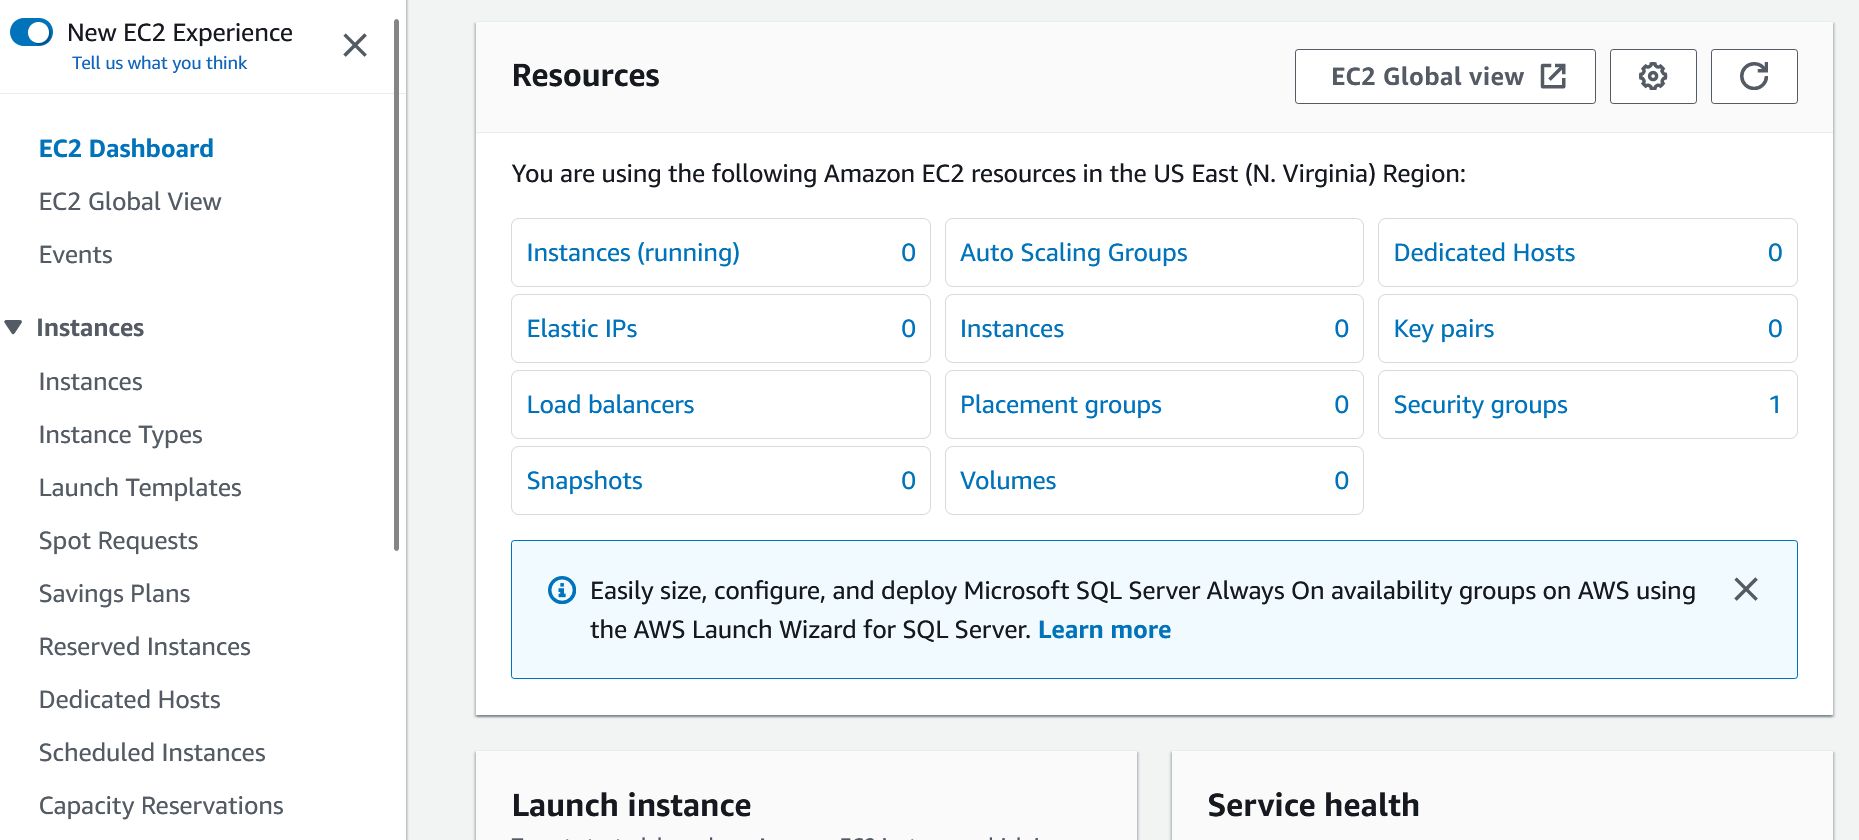 New EC2 Experience
Tell us what you think
EC2 Dashboard
EC2 Global View
Events
Instances
Instances
Instance Types
Launch Templates
Spot Requests
Savings Plans
Reserved Instances
Dedicated Hosts
Scheduled Instances
Capacity Reservations
Resources
EC2 Global view
You are using the following Amazon EC2 resources in the US East (N. Virginia) Region:
Instances (running) 0
Auto Scaling Groups
Dedicated Hosts 0
Elastic IPs 0
Instances 0
Key pairs 0
Load balancers
Placement groups 0
Security groups 1
Snapshots 0
Volumes 0
Easily size, configure, and deploy Microsoft SQL Server Always On availability groups on AWS using
the AWS Launch Wizard for SQL Server. Learn more
Launch instance
Service health